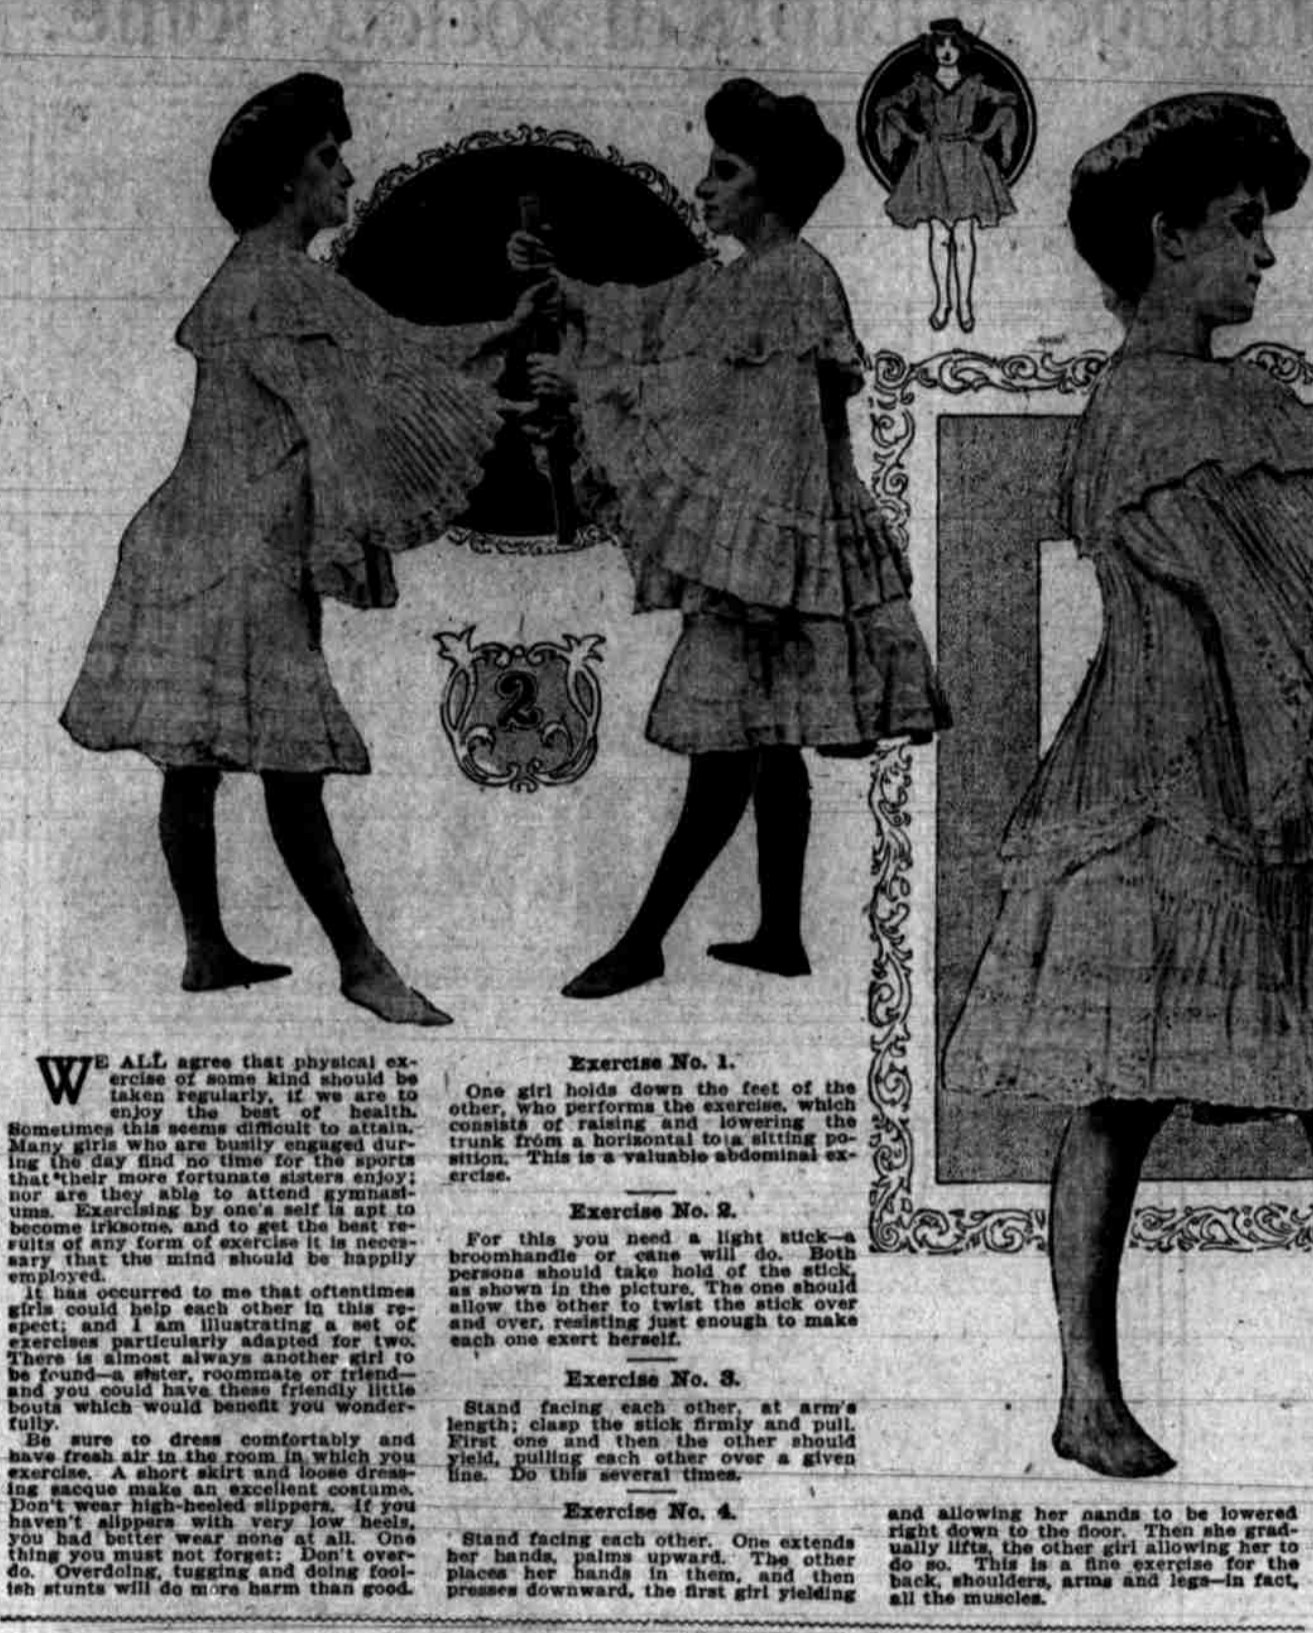 2
WE ALL agree that physical ex-
ercise of some kind should be
taken regularly, if we are to
enjoy the best of health.
Sometimes this seems difficult to attain.
Many girls who are busily engaged dur-
ing the day find no time for the sports
that their more fortunate sisters enjoy;
nor are they able to attend gymnasi-
ums. Exercising by one's self is apt to
become irksome, and to get the best re-
sults of any form of exercise it is neces-
sary that the mind should be happily
employed.
It has occurred to me that oftentimes
girls could help each other in this re-
spect; and I am illustrating a set of
exercises particularly adapted for two.
There is almost always another girl to
be found—a sister, roommate or friend—
and you could have these friendly little
bouts which would benefit you wonder-
fully.
Be sure to dress comfortably and
have fresh air in the room in which you
exercise. A short skirt and loose dress-
ing sacque make an excellent costume.
Don't wear high-heeled slippers. If you
haven't slippers with very low heels,
you had better wear none at all. One
thing you must not forget: Don't over-
do. Overdoing, tugging and doing fool-
ish stunts will do more harm than good.
Exercise No. 1.
One girl holds down the feet of the
other, who performs the exercise, which
consists of raising and lowering the
trunk from a horizontal to a sitting po-
sition. This is a valuable abdominal ex-
ercise.
Exercise No. 2.
For this you need a light stick—a
broomhandle or cane will do. Both
persons should take hold of the stick,
as shown in the picture. The one should
allow the other to twist the stick over
and over, resisting just enough to make
each one exert herself.
Exercise No. 3.
Stand facing each other, at arm's
length; clasp the stick firmly and pull.
First one and then the other should
yield, pulling each other over a given
line. Do this several times.
Exercise No. 4.
Stand facing each other. One extends
her hands, palms upward. The other
places her hands in them, and then
presses downward, the first girl yielding
and allowing her hands to be lowered
right down to the floor. Then she grad-
ually lifts, the other girl allowing her to
do so. This is a fine exercise for the
back, shoulders, arms and legs—in fact,
all the muscles.